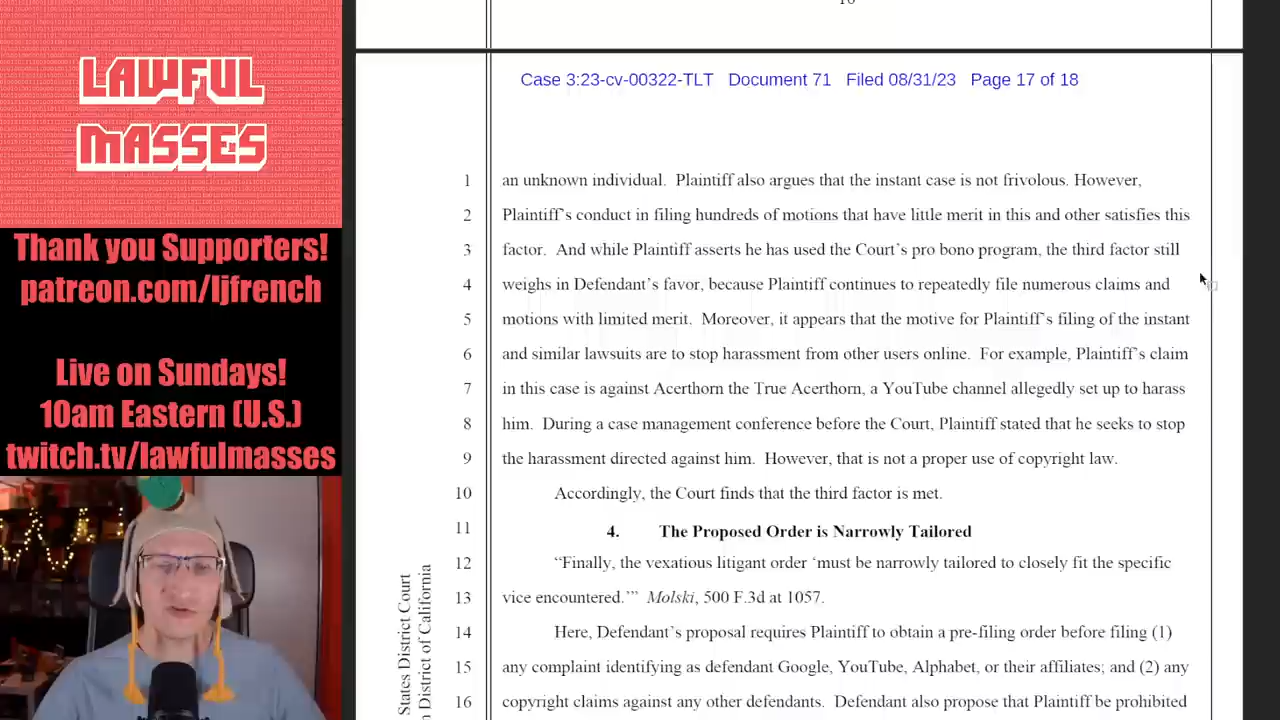 LAWFUL
MASSES
Thank you Supporters!
patreon.com/ljfrench
Live on Sundays!
10am Eastern (U.S.)
twitch.tv/lawfulmasses
Case 3:23-cv-00322-TLT Document 71 Filed 08/31/23 Page 17 of 18
1 an unknown individual. Plaintiff also argues that the instant case is not frivolous. However,
2 Plaintiff's conduct in filing hundreds of motions that have little merit in this and other satisfies this
3 factor. And while Plaintiff asserts he has used the Court's pro bono program, the third factor still
4 weighs in Defendant's favor, because Plaintiff continues to repeatedly file numerous claims and
5 motions with limited merit. Moreover, it appears that the motive for Plaintiff's filing of the instant
6 and similar lawsuits are to stop harassment from other users online. For example, Plaintiff's claim
7 in this case is against Acerthorn the True Acerthorn, a YouTube channel allegedly set up to harass
8 him. During a case management conference before the Court, Plaintiff stated that he seeks to stop
9 the harassment directed against him. However, that is not a proper use of copyright law.
10 Accordingly, the Court finds that the third factor is met.
11 4. The Proposed Order is Narrowly Tailored
12 “Finally, the vexatious litigant order ‘must be narrowly tailored to closely fit the specific
13 vice encountered.’” Molski, 500 F.3d at 1057.
14 Here, Defendant's proposal requires Plaintiff to obtain a pre-filing order before filing (1)
15 any complaint identifying as defendant Google, YouTube, Alphabet, or their affiliates; and (2) any
16 copyright claims against any other defendants. Defendant also propose that Plaintiff be prohibited
States District Court
District of California